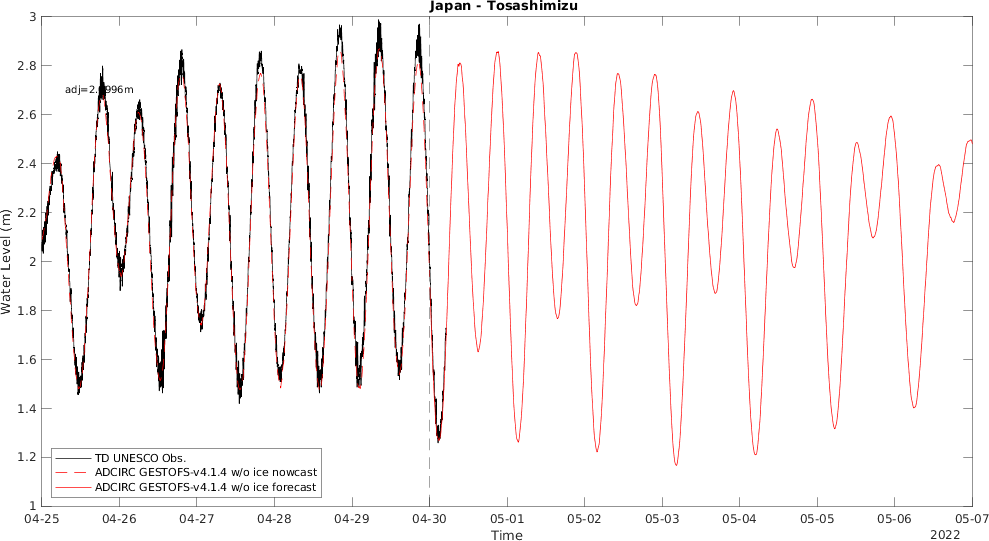 Japan - Tosashimizu
3
2.8
2.6
2.4
2.2
2
1.8
1.6
1.4
1.2
1
Water Level (m)
TD UNESCO Obs.
ADCIRC GESTOFS-v4.1.4 w/o ice nowcast
ADCIRC GESTOFS-v4.1.4 w/o ice forecast
04-25 04-26 04-27 04-28 04-29 04-30 05-01 05-02 05-03 05-04 05-05 05-06 05-07
Time
2022